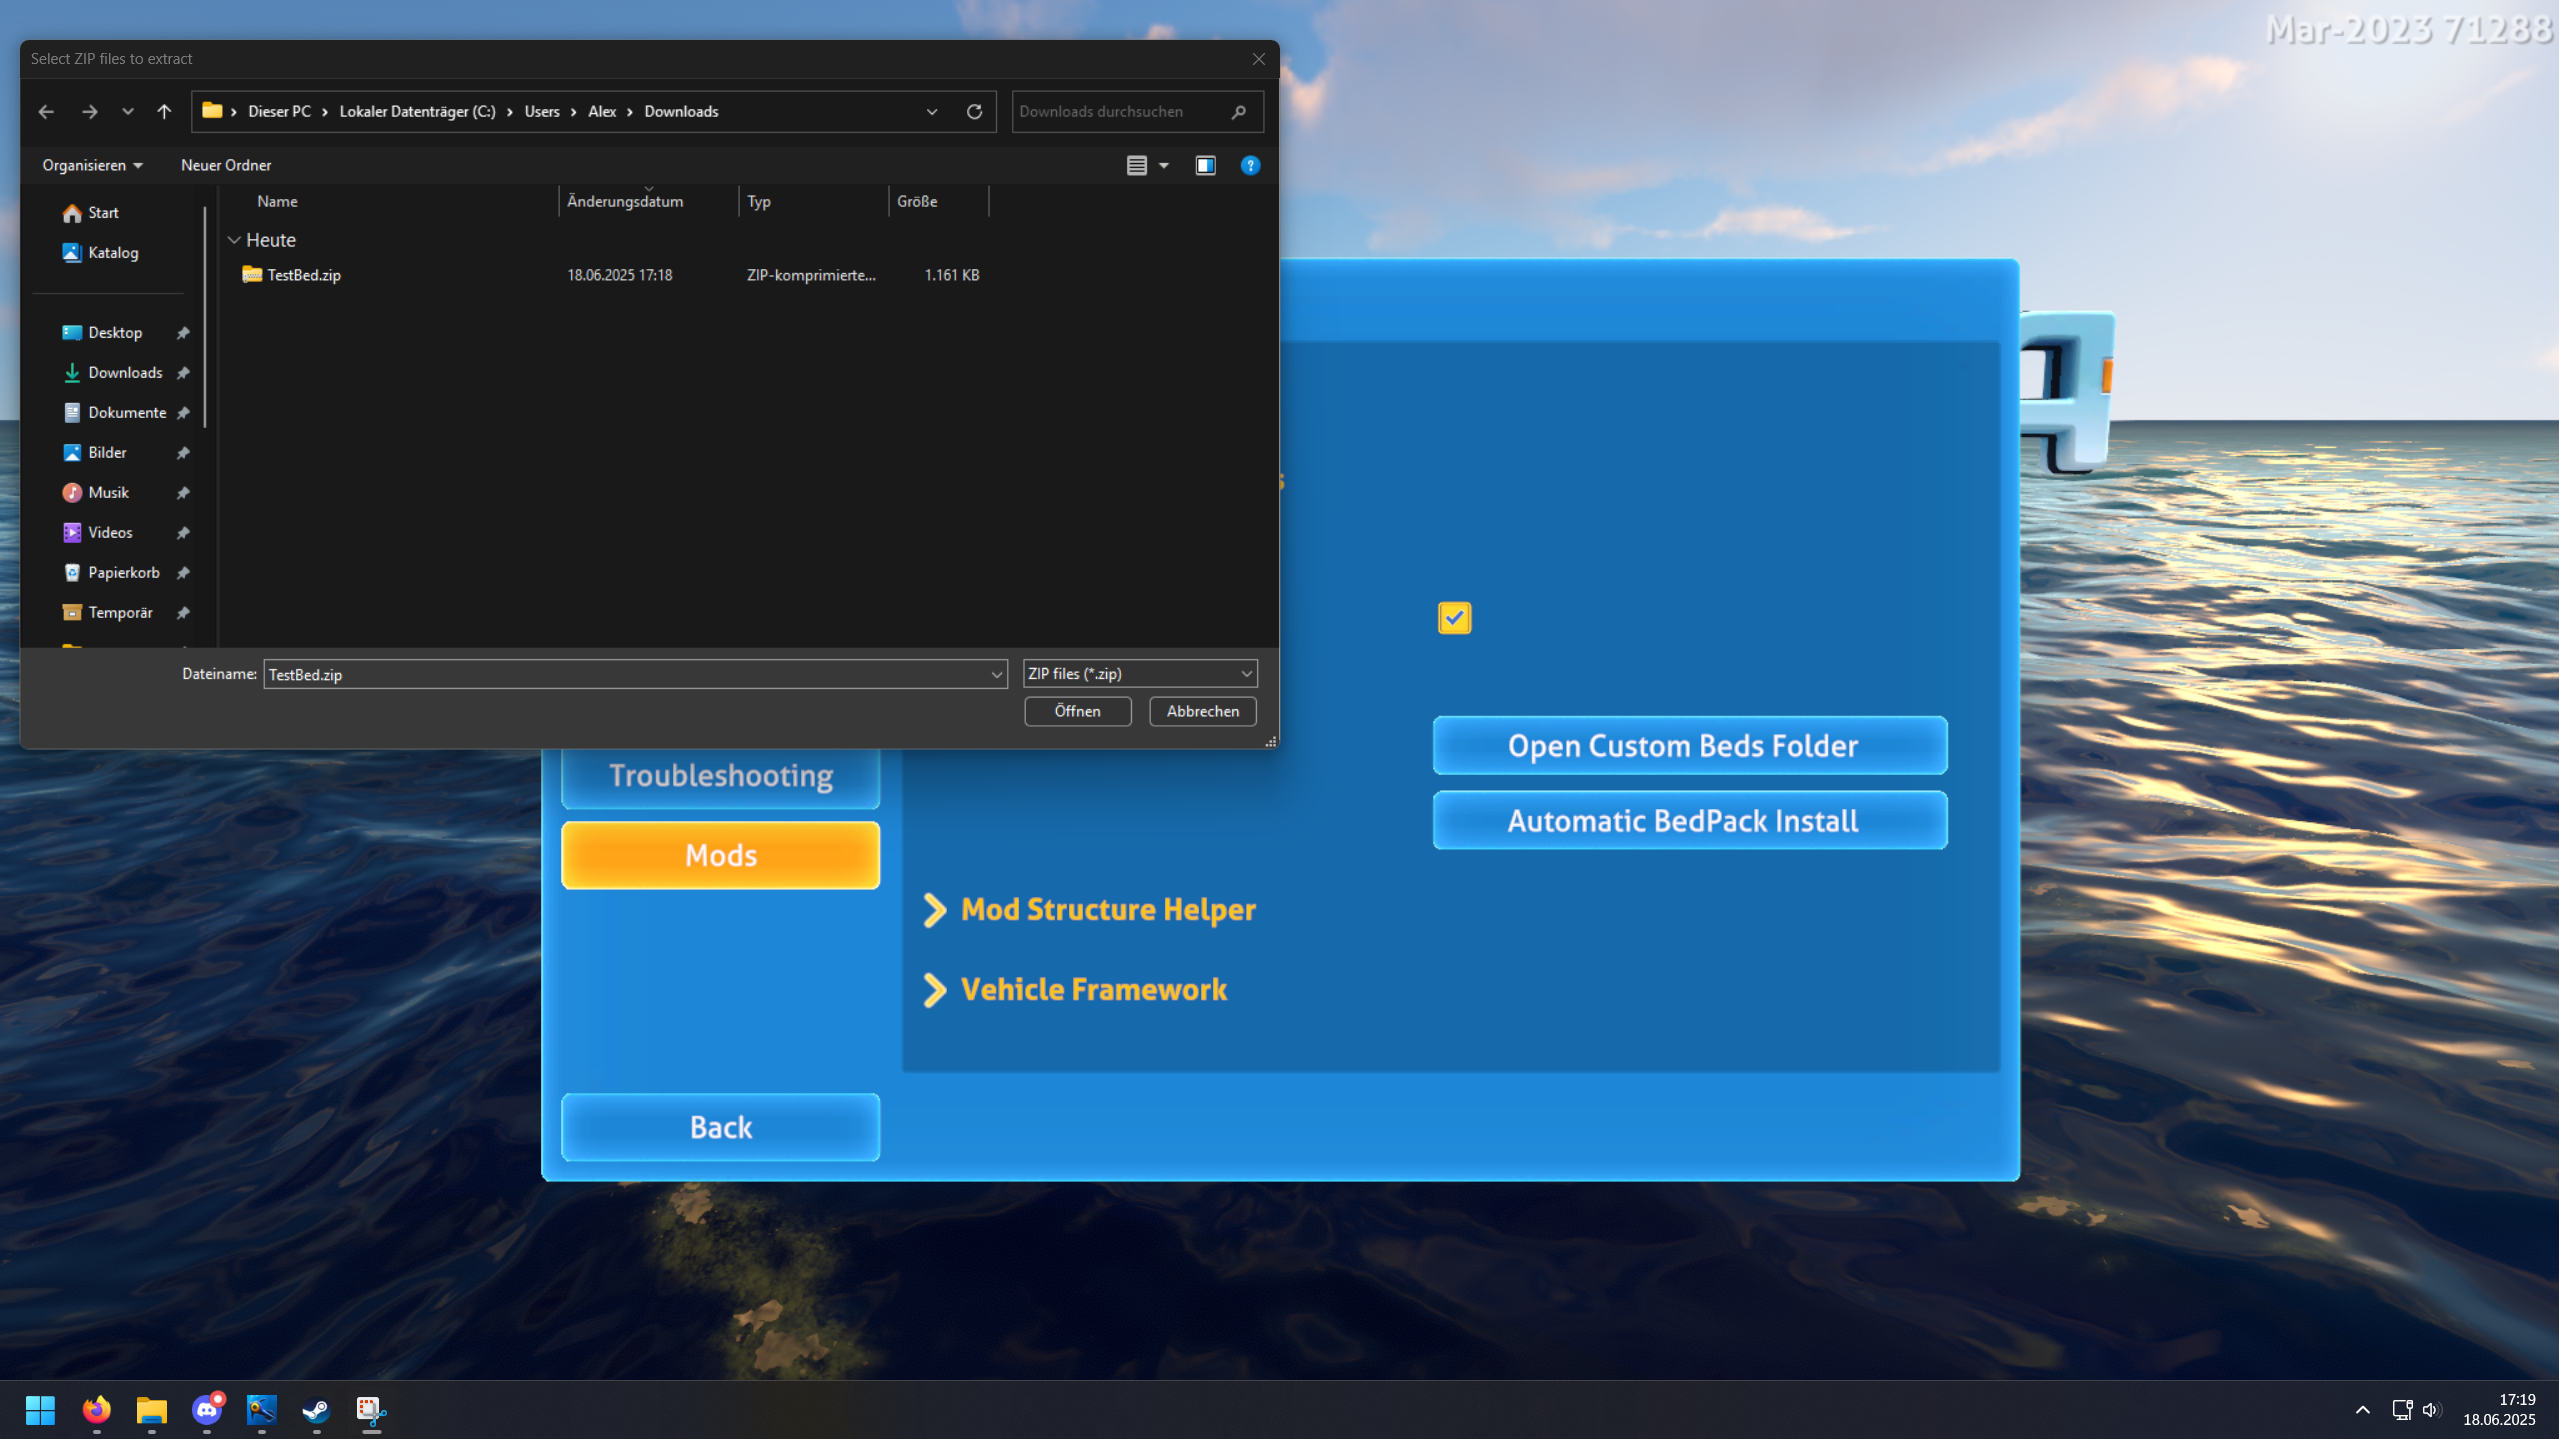 Mar-2023 71288
Select ZIP files to extract
Dieser PC > Lokaler Datenträger (C:) > Users > Alex > Downloads
Downloads durchsuchen
Organisieren
Neuer Ordner
Name
Änderungsdatum
Typ
Größe
Start
Katalog
Heute
TestBed.zip
18.06.2025 17:18
ZIP-komprimierte...
1.161 KB
Desktop
Downloads
Dokumente
Bilder
Musik
Videos
Papierkorb
Temporär
Dateiname:
TestBed.zip
ZIP files (*.zip)
Öffnen
Abbrechen
Open Custom Beds Folder
Troubleshooting
Automatic BedPack Install
Mods
Mod Structure Helper
Vehicle Framework
Back
17:19
18.06.2025